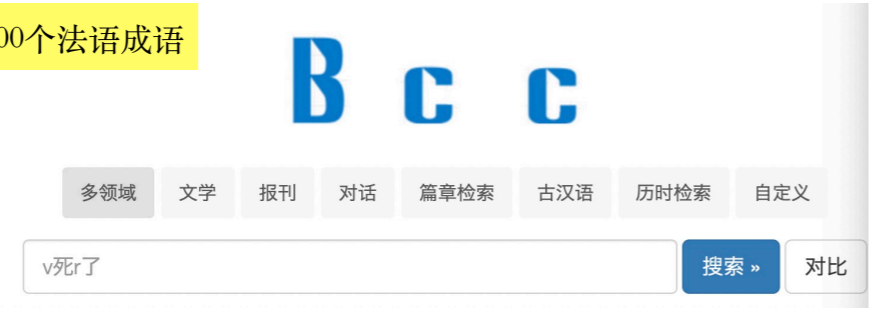 00个法语成语
Bcc
多领域 文学 报刊 对话 篇章检索 古汉语 历时检索 自定义
v死r了 搜索 » 对比